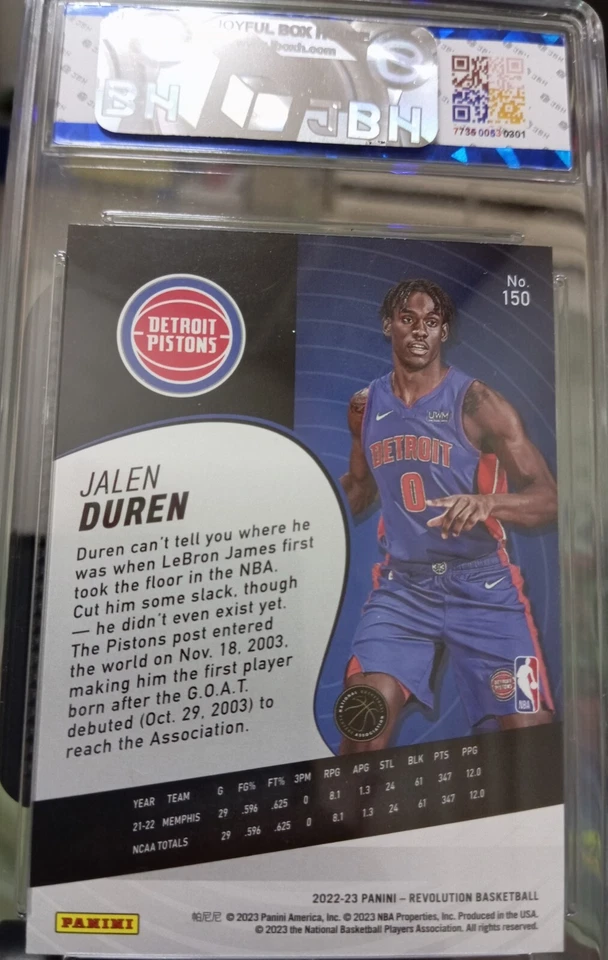 JOYFUL BOX
BH
JBH
7735 0053 0301
No.
150
DETROIT
PISTONS
UWM
DETROIT
0
JALEN
DUREN
Duren can't tell you where he
was when LeBron James first
took the floor in the NBA.
Cut him some slack, though
— he didn't even exist yet.
The Pistons post entered
the world on Nov. 18, 2003,
making him the first player
born after the G.O.A.T.
debuted (Oct. 29, 2003) to
reach the Association.
DETROIT
PISTONS
NBA
YEAR TEAM G FG% FT% 3PM RPG APG STL BLK PTS PPG
21-22 MEMPHIS 29 .596 .625 0 8.1 1.3 24 61 347 12.0
NCAA TOTALS 29 .596 .625 0 8.1 1.3 24 61 347 12.0
2022-23 PANINI – REVOLUTION BASKETBALL
PANINI
帕尼尼 © 2023 Panini America, Inc. © 2023 NBA Properties, Inc. Produced in the USA.
© 2023 the National Basketball Players Association. All rights reserved.